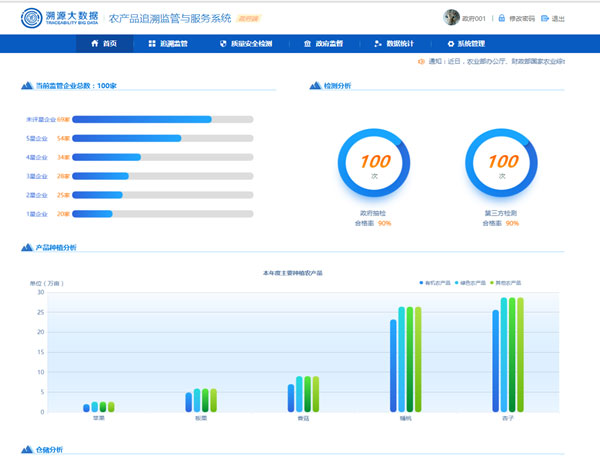 溯源大数据 TRACEABILITY BIG DATA 农产品追溯监管与服务系统 政府端 政府001 | 修改密码 退出
首页 追溯监管 质量安全检测 政府监督 数据统计 系统管理
通知：近日，农业部办公厅、财政部国家农业综
当前监管企业总数：100家
未评星企业 69家
5星企业 54家
4星企业 34家
3星企业 28家
2星企业 25家
1星企业 20家
检测分析
100
次
政府抽检
合格率 90%
100
次
第三方检测
合格率 90%
产品种植分析
本年度主要种植农产品
单位（万亩）
有机农产品 绿色农产品 其他农产品
30
25
20
15
10
5
0
苹果 板栗 香菇 杏子
仓储分析